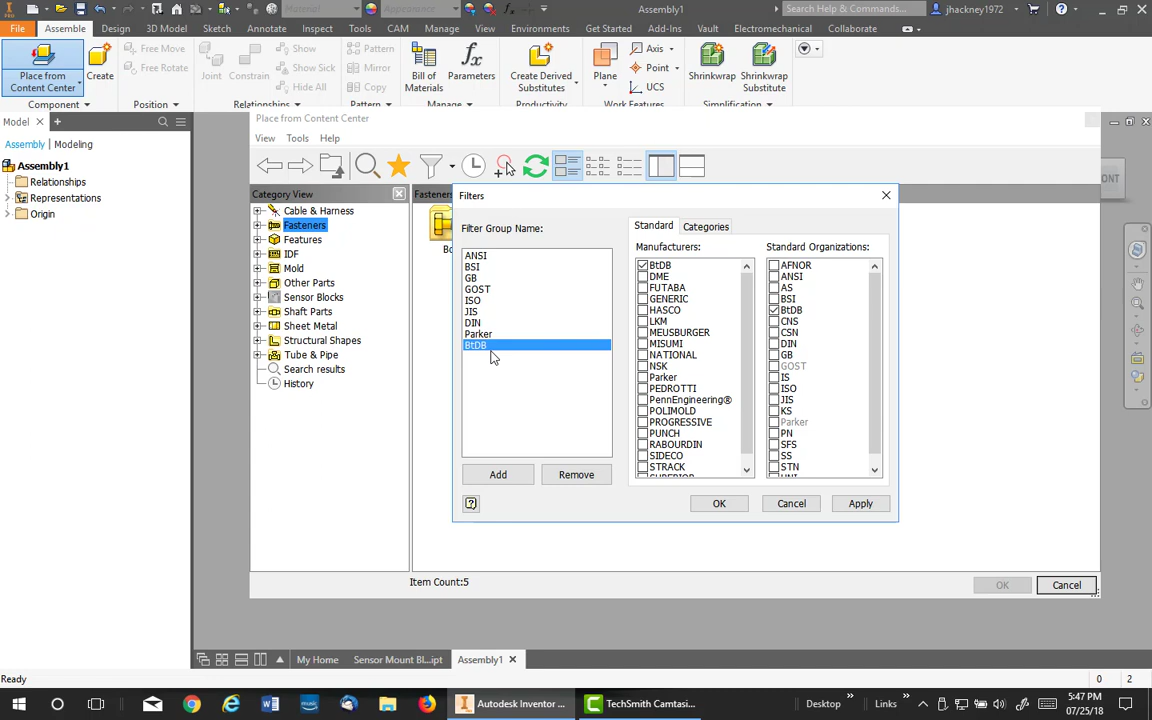 Material
Appearance
Assembly1
Search Help & Commands...
jhackney1972
File
Assemble
Design
3D Model
Sketch
Annotate
Inspect
Tools
CAM
Manage
View
Environments
Get Started
Add-Ins
Vault
Electromechanical
Collaborate
Place from
Content Center
Create
Free Move
Free Rotate
Joint
Constrain
Show
Show Sick
Hide All
Pattern
Mirror
Copy
Bill of
Materials
Parameters
Create Derived
Substitutes
Plane
Axis
Point
UCS
Shrinkwrap
Shrinkwrap
Substitute
Component
Position
Relationships
Pattern
Manage
Productivity
Work Features
Simplification
Model
Assembly
Modeling
Assembly1
Relationships
Representations
Origin
Place from Content Center
View
Tools
Help
Category View
Fasteners
Cable & Harness
Fasteners
Features
IDF
Mold
Other Parts
Sensor Blocks
Shaft Parts
Sheet Metal
Structural Shapes
Tube & Pipe
Search results
History
Item Count:5
OK
Cancel
Filters
Filter Group Name:
ANSI
BSI
GB
GOST
ISO
JIS
DIN
Parker
BtDB
Add
Remove
Standard
Categories
Manufacturers:
BtDB
DME
FUTABA
GENERIC
HASCO
LKM
MEUSBURGER
MISUMI
NATIONAL
NSK
Parker
PEDROTTI
PennEngineering®
POLIMOLD
PROGRESSIVE
PUNCH
RABOURDIN
SIDECO
STRACK
Standard Organizations:
AFNOR
ANSI
AS
BSI
BtDB
CNS
CSN
DIN
GB
GOST
IS
ISO
JIS
KS
Parker
PN
SFS
SS
STN
OK
Cancel
Apply
ONT
My Home
Sensor Mount Bl...ipt
Assembly1
Ready
0
2
Autodesk Inventor ...
TechSmith Camtasi...
Desktop
Links
5:47 PM
07/25/18